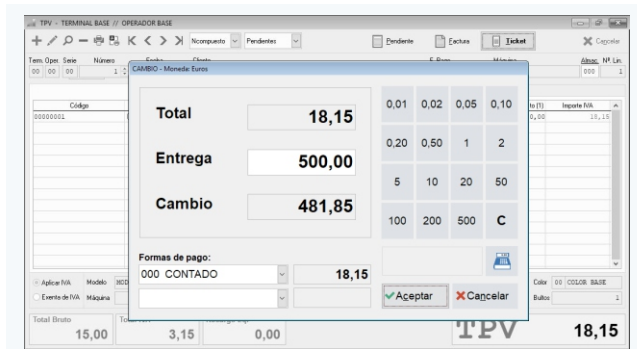 TPV - TERMINAL BASE // OPERADOR BASE
Ncompuesto Pendientes Pendiente Factura Ticket Cancelar
Term. Oper. Serie Número Almac. Nº Lin.
00 00 00 1 000 1
CAMBIO - Moneda: Euros
Código Importe IVA
00000001 18,15
Total 18,15
Entrega 500,00
Cambio 481,85
0,01 0,02 0,05 0,10
0,20 0,50 1 2
5 10 20 50
100 200 500 C
Formas de pago:
000 CONTADO 18,15
Aceptar Cancelar
Aplicar IVA Modelo Color 00 COLOR BASE
Exento de IVA Máquina Bultos 1
Total Bruto
15,00 3,15 0,00 TPV 18,15